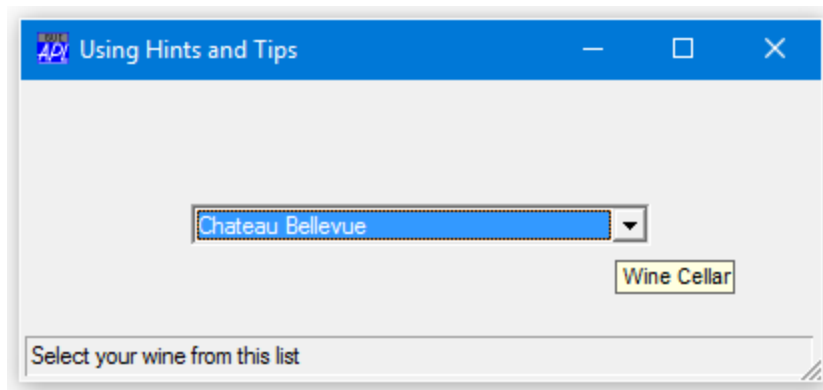 Using Hints and Tips
Chateau Bellevue
Wine Cellar
Select your wine from this list